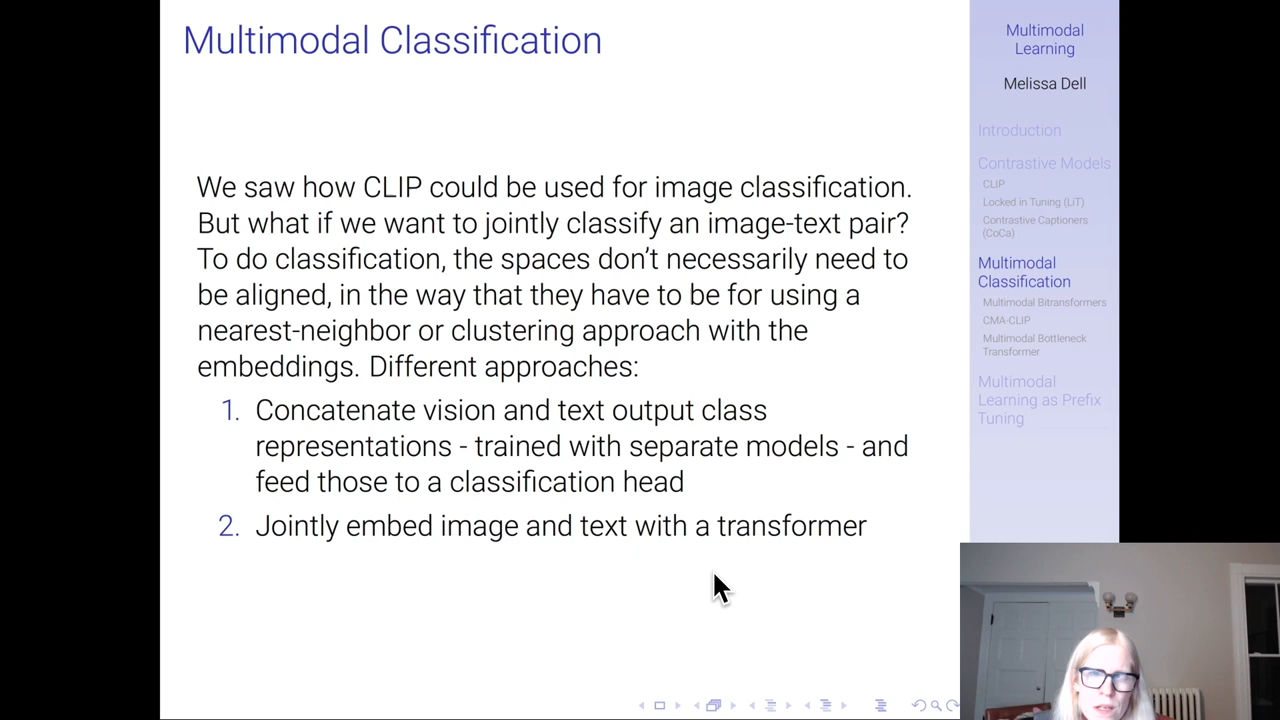 Multimodal Classification
We saw how CLIP could be used for image classification.
But what if we want to jointly classify an image-text pair?
To do classification, the spaces don't necessarily need to
be aligned, in the way that they have to be for using a
nearest-neighbor or clustering approach with the
embeddings. Different approaches:
1. Concatenate vision and text output class
representations - trained with separate models - and
feed those to a classification head
2. Jointly embed image and text with a transformer
Multimodal
Learning
Melissa Dell
Introduction
Contrastive Models
CLIP
Locked in Tuning (LiT)
Contrastive Captioners
(CoCa)
Multimodal
Classification
Multimodal Bitransformers
CMA-CLIP
Multimodal Bottleneck
Transformer
Multimodal
Learning as Prefix
Tuning